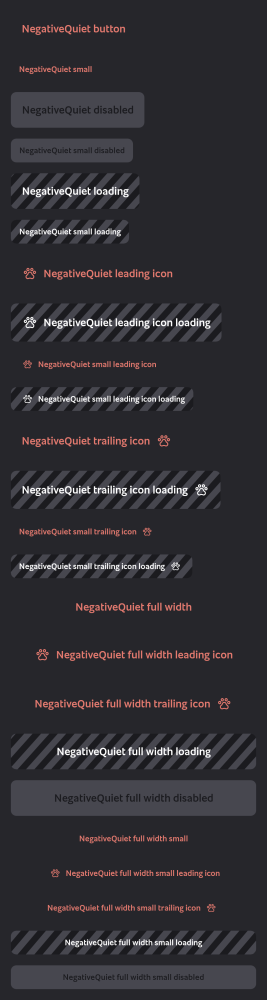 NegativeQuiet button
NegativeQuiet small
NegativeQuiet disabled
NegativeQuiet small disabled
NegativeQuiet loading
NegativeQuiet small loading
NegativeQuiet leading icon
NegativeQuiet leading icon loading
NegativeQuiet small leading icon
NegativeQuiet small leading icon loading
NegativeQuiet trailing icon
NegativeQuiet trailing icon loading
NegativeQuiet small trailing icon
NegativeQuiet small trailing icon loading
NegativeQuiet full width
NegativeQuiet full width leading icon
NegativeQuiet full width trailing icon
NegativeQuiet full width loading
NegativeQuiet full width disabled
NegativeQuiet full width small
NegativeQuiet full width small leading icon
NegativeQuiet full width small trailing icon
NegativeQuiet full width small loading
NegativeQuiet full width small disabled